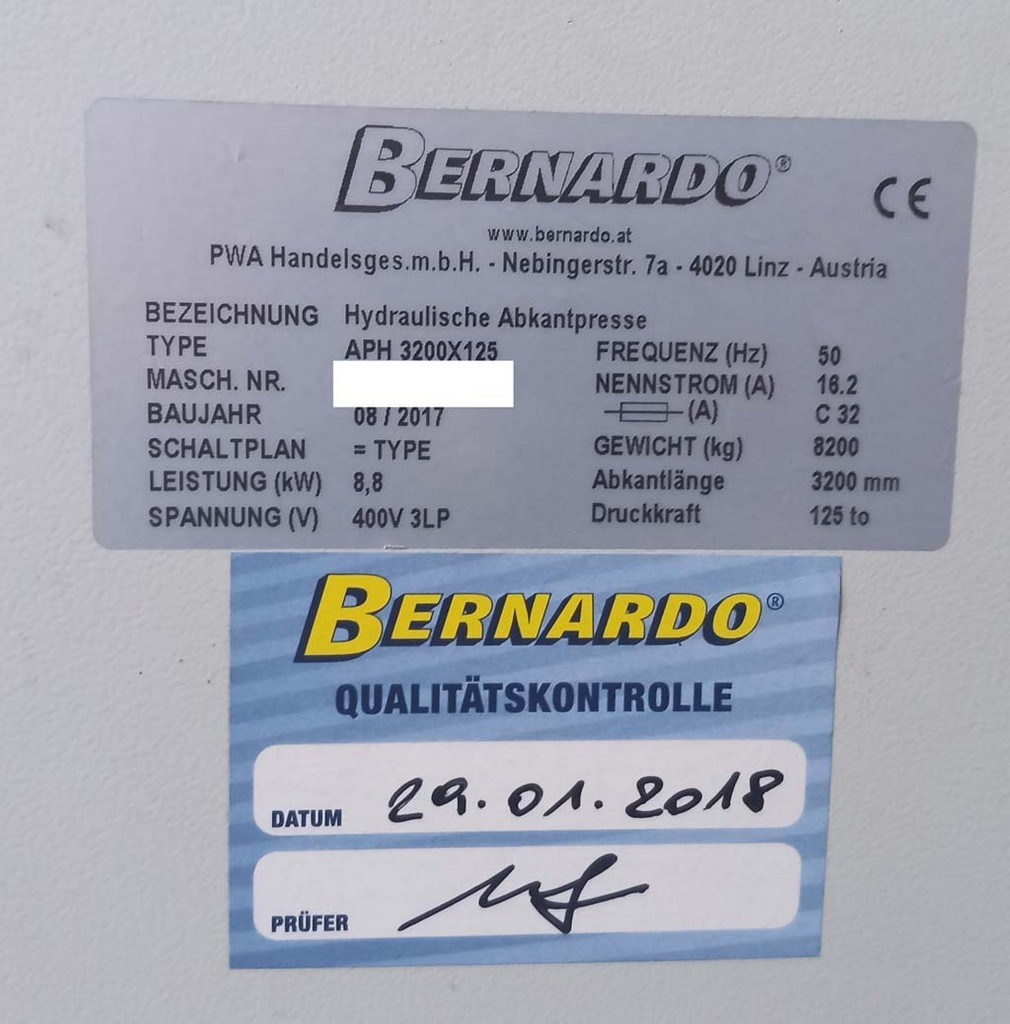 BERNARDO®
CE
www.bernardo.at
PWA Handelsges.m.b.H. - Nebingerstr. 7a - 4020 Linz - Austria
BEZEICHNUNG Hydraulische Abkantpresse
TYPE APH 3200X125 FREQUENZ (Hz) 50
MASCH. NR. NENNSTROM (A) 16.2
BAUJAHR 08 / 2017 (A) C 32
SCHALTPLAN = TYPE GEWICHT (kg) 8200
LEISTUNG (kW) 8,8 Abkantlänge 3200 mm
SPANNUNG (V) 400V 3LP Druckkraft 125 to
BERNARDO®
QUALITÄTSKONTROLLE
DATUM 29.01.2018
PRÜFER